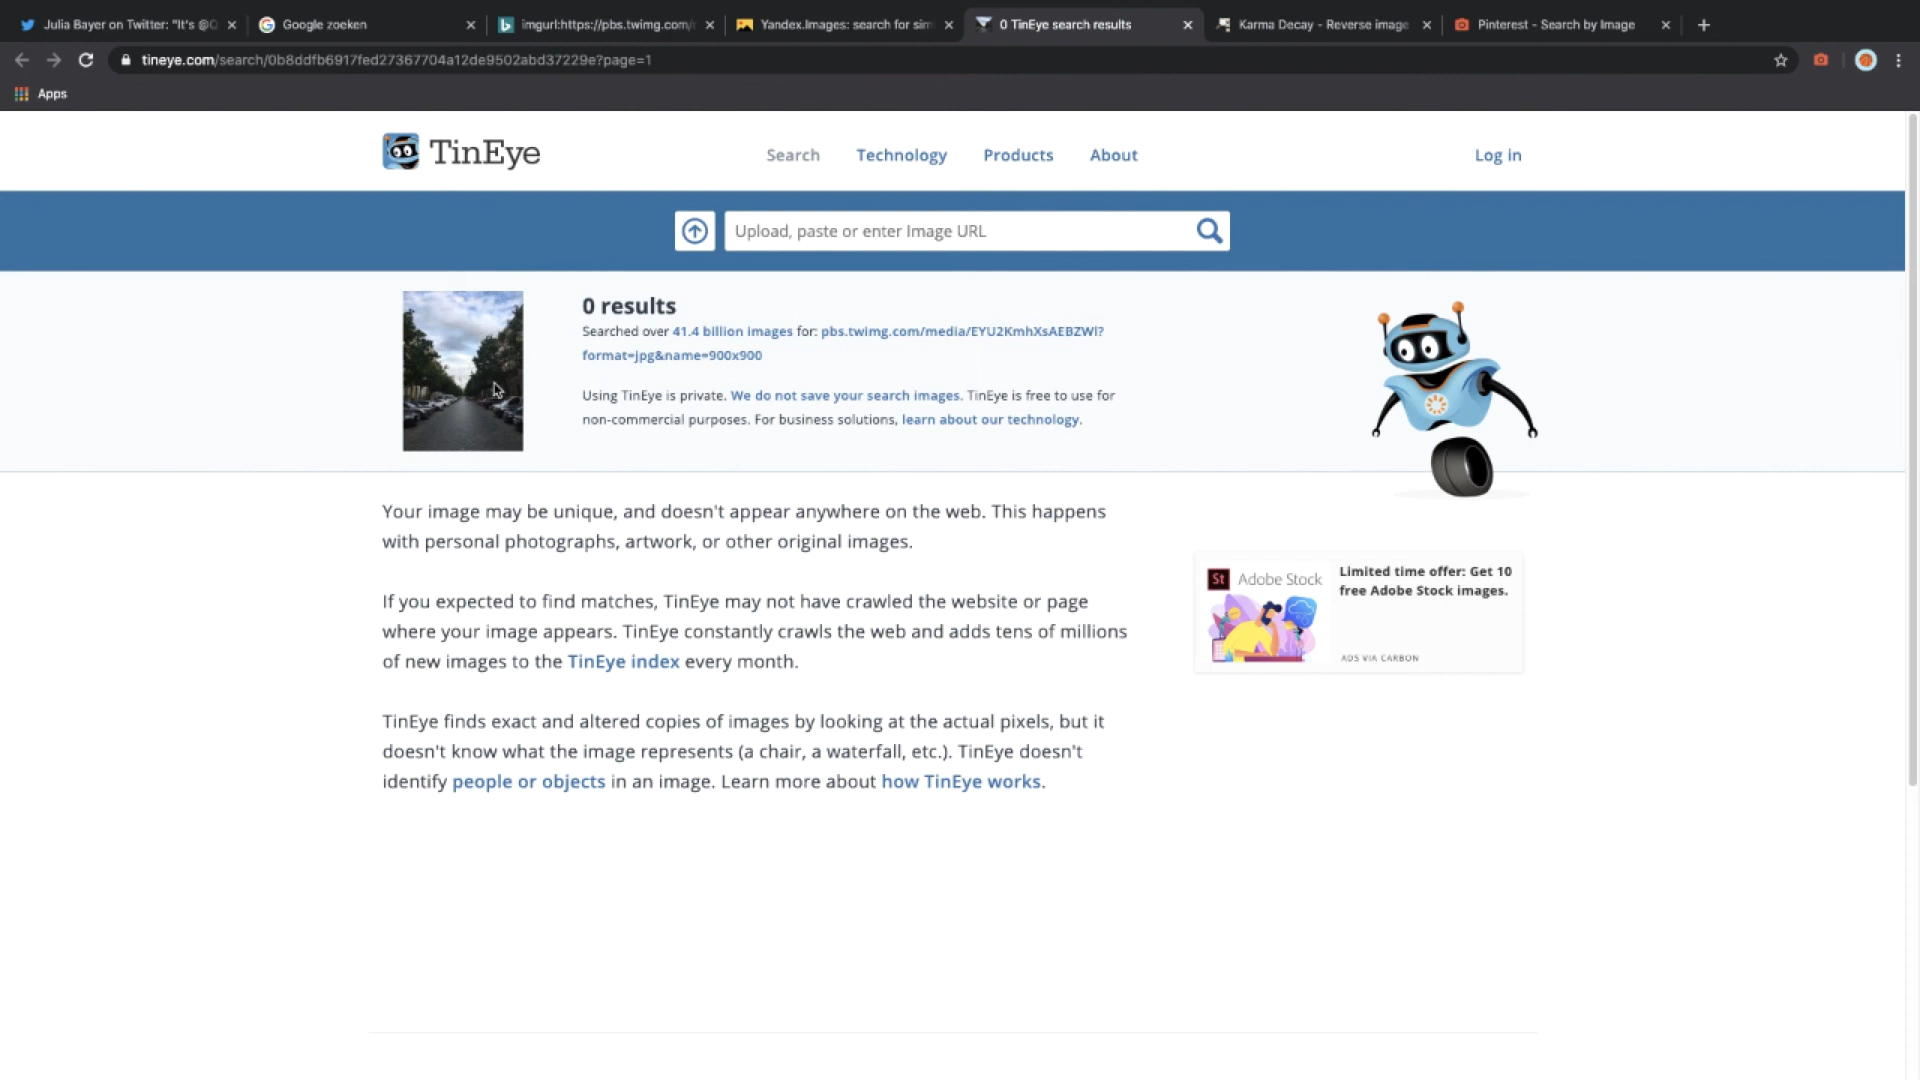 Julia Bayer on Twitter: "It's @Q
Google zoeken
imgurl:https://pbs.twimg.com/
Yandex.Images: search for sim
0 TinEye search results
Karma Decay - Reverse image
Pinterest - Search by Image
tineye.com/search/0b8ddfb6917fed27367704a12de9502abd37229e?page=1
Apps
TinEye
Search
Technology
Products
About
Log in
Upload, paste or enter Image URL
0 results
Searched over 41.4 billion images for: pbs.twimg.com/media/EYU2KmhXsAEBZWl?
format=jpg&name=900x900
Using TinEye is private. We do not save your search images. TinEye is free to use for
non-commercial purposes. For business solutions, learn about our technology.
Your image may be unique, and doesn't appear anywhere on the web. This happens
with personal photographs, artwork, or other original images.
If you expected to find matches, TinEye may not have crawled the website or page
where your image appears. TinEye constantly crawls the web and adds tens of millions
of new images to the TinEye index every month.
TinEye finds exact and altered copies of images by looking at the actual pixels, but it
doesn't know what the image represents (a chair, a waterfall, etc.). TinEye doesn't
identify people or objects in an image. Learn more about how TinEye works.
St Adobe Stock
Limited time offer: Get 10
free Adobe Stock images.
ADS VIA CARBON